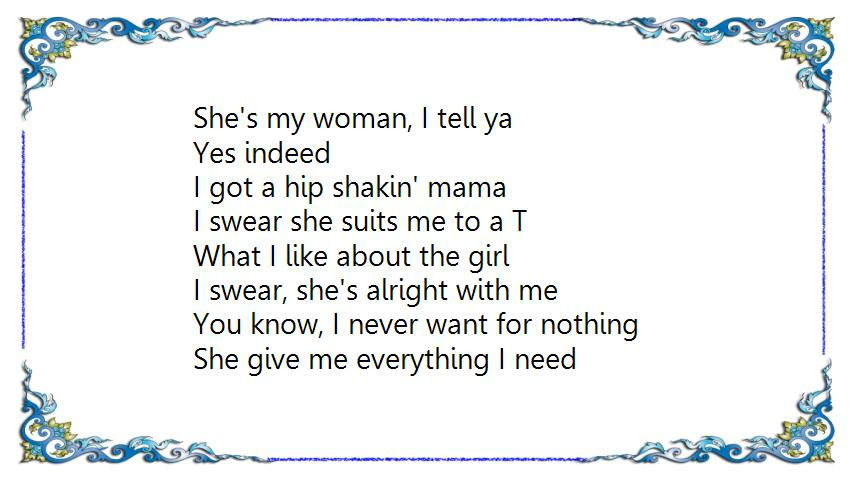 She's my woman, I tell ya
Yes indeed
I got a hip shakin' mama
I swear she suits me to a T
What I like about the girl
I swear, she's alright with me
You know, I never want for nothing
She give me everything I need